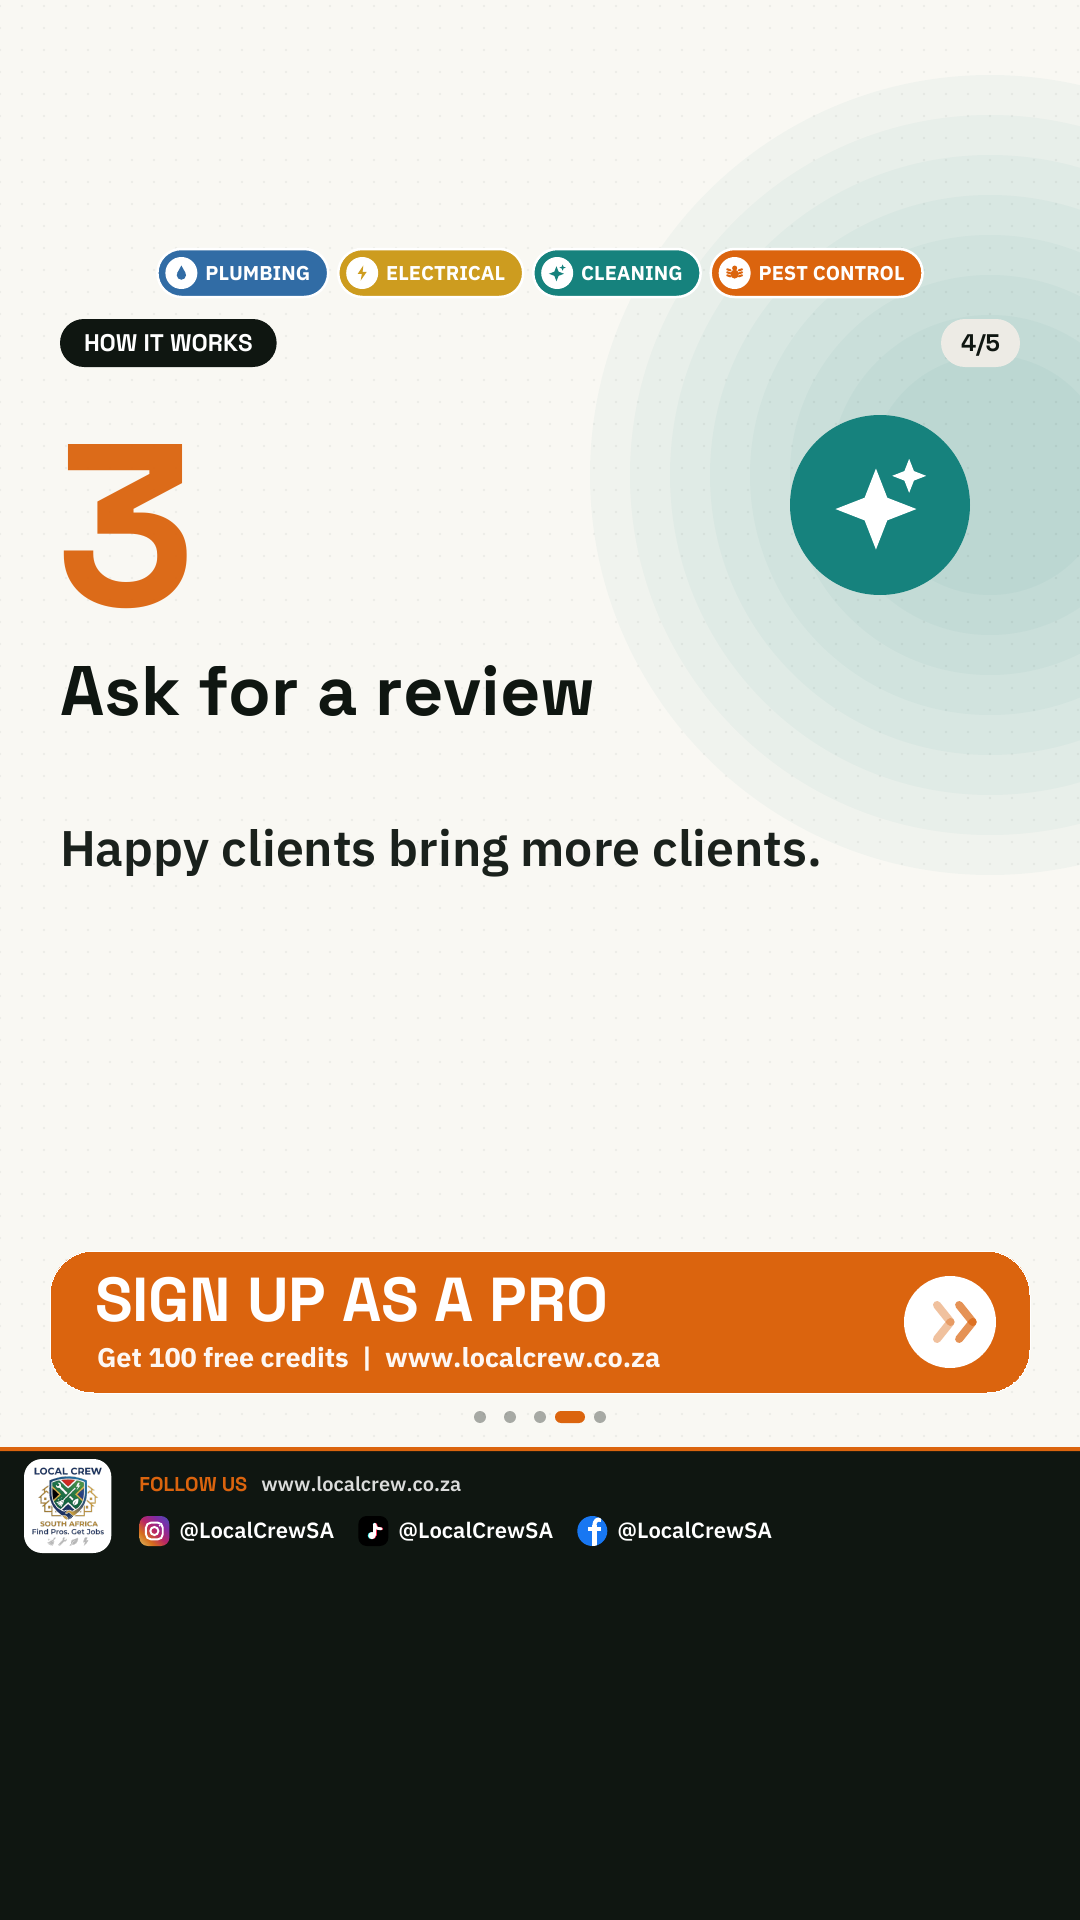 PLUMBING ELECTRICAL CLEANING PEST CONTROL
HOW IT WORKS 4/5
3
Ask for a review
Happy clients bring more clients.
SIGN UP AS A PRO
Get 100 free credits | www.localcrew.co.za
LOCAL CREW
SOUTH AFRICA
Find Pros. Get Jobs
FOLLOW US www.localcrew.co.za
@LocalCrewSA @LocalCrewSA @LocalCrewSA